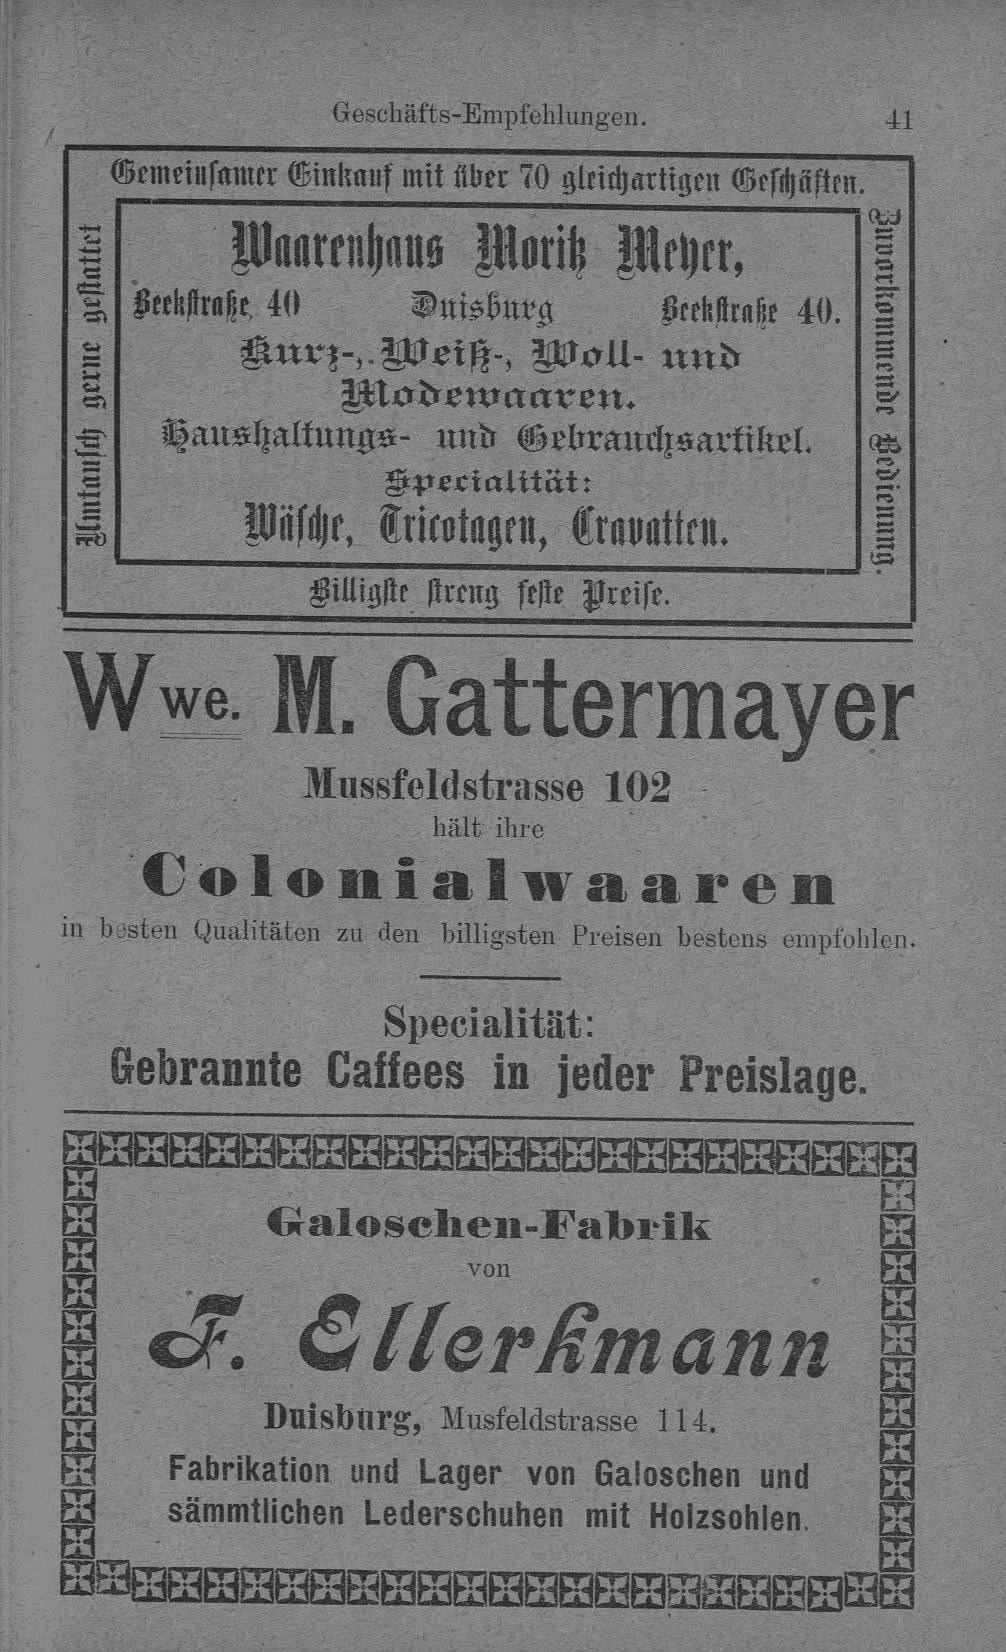 Geschäfts-Empfehlungen.
41
Gemeinsamer Einkauf mit über 70 gleichartigen Geschäften.
Umtausch gerne gestattet
Waarenhaus Moritz Meyer,
Beekstraße, 40 Duisburg Beekstraße 40.
Kurz-, Weiß-, Woll- und
Modewaaren.
Haushaltungs- und Gebrauchsartikel.
Specialität:
Wäsche, Tricotagen, Cravatten.
Zuvorkommende Bedienung.
Billigste streng feste Preise.
Wwe. M. Gattermayer
Mussfeldstrasse 102
hält ihre
Colonialwaaren
in besten Qualitäten zu den billigsten Preisen bestens empfohlen.
Specialität:
Gebrannte Caffees in jeder Preislage.
Galoschen-Fabrik
von
F. Ellerkmann
Duisburg, Musfeldstrasse 114.
Fabrikation und Lager von Galoschen und
sämmtlichen Lederschuhen mit Holzsohlen.